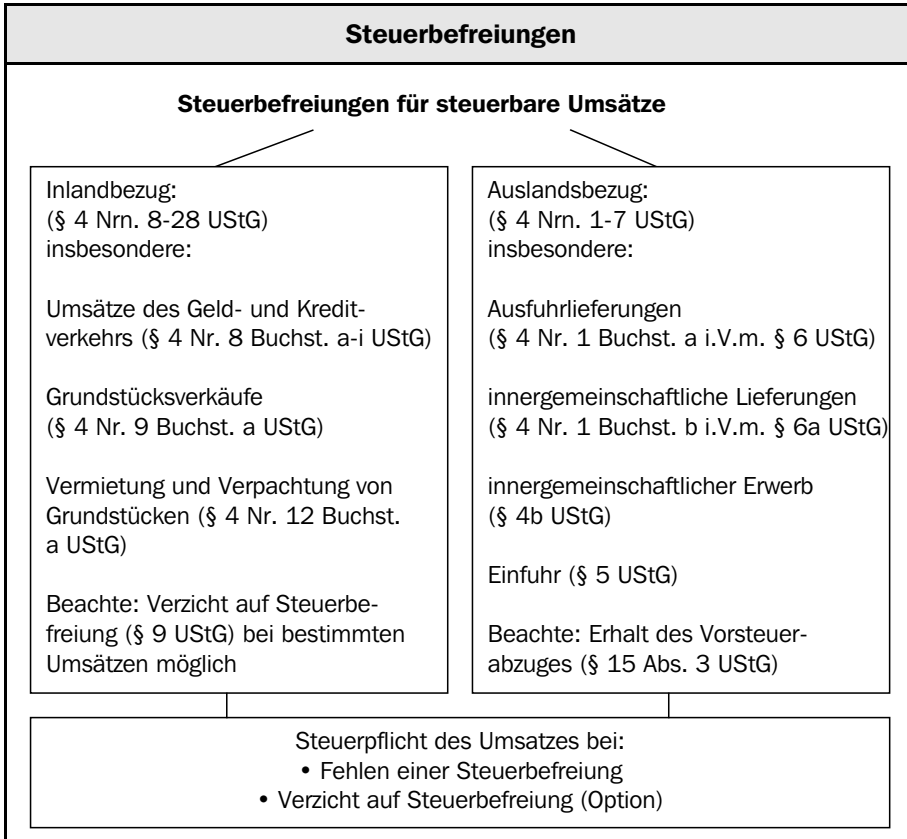 Steuerbefreiungen
Steuerbefreiungen für steuerbare Umsätze
Inlandbezug:
(§ 4 Nrn. 8-28 UStG)
insbesondere:
Umsätze des Geld- und Kredit-
verkehrs (§ 4 Nr. 8 Buchst. a-i UStG)
Grundstücksverkäufe
(§ 4 Nr. 9 Buchst. a UStG)
Vermietung und Verpachtung von
Grundstücken (§ 4 Nr. 12 Buchst.
a UStG)
Beachte: Verzicht auf Steuerbe-
freiung (§ 9 UStG) bei bestimmten
Umsätzen möglich
Auslandsbezug:
(§ 4 Nrn. 1-7 UStG)
insbesondere:
Ausfuhrlieferungen
(§ 4 Nr. 1 Buchst. a i.V.m. § 6 UStG)
innergemeinschaftliche Lieferungen
(§ 4 Nr. 1 Buchst. b i.V.m. § 6a UStG)
innergemeinschaftlicher Erwerb
(§ 4b UStG)
Einfuhr (§ 5 UStG)
Beachte: Erhalt des Vorsteuer-
abzuges (§ 15 Abs. 3 UStG)
Steuerpflicht des Umsatzes bei:
• Fehlen einer Steuerbefreiung
• Verzicht auf Steuerbefreiung (Option)